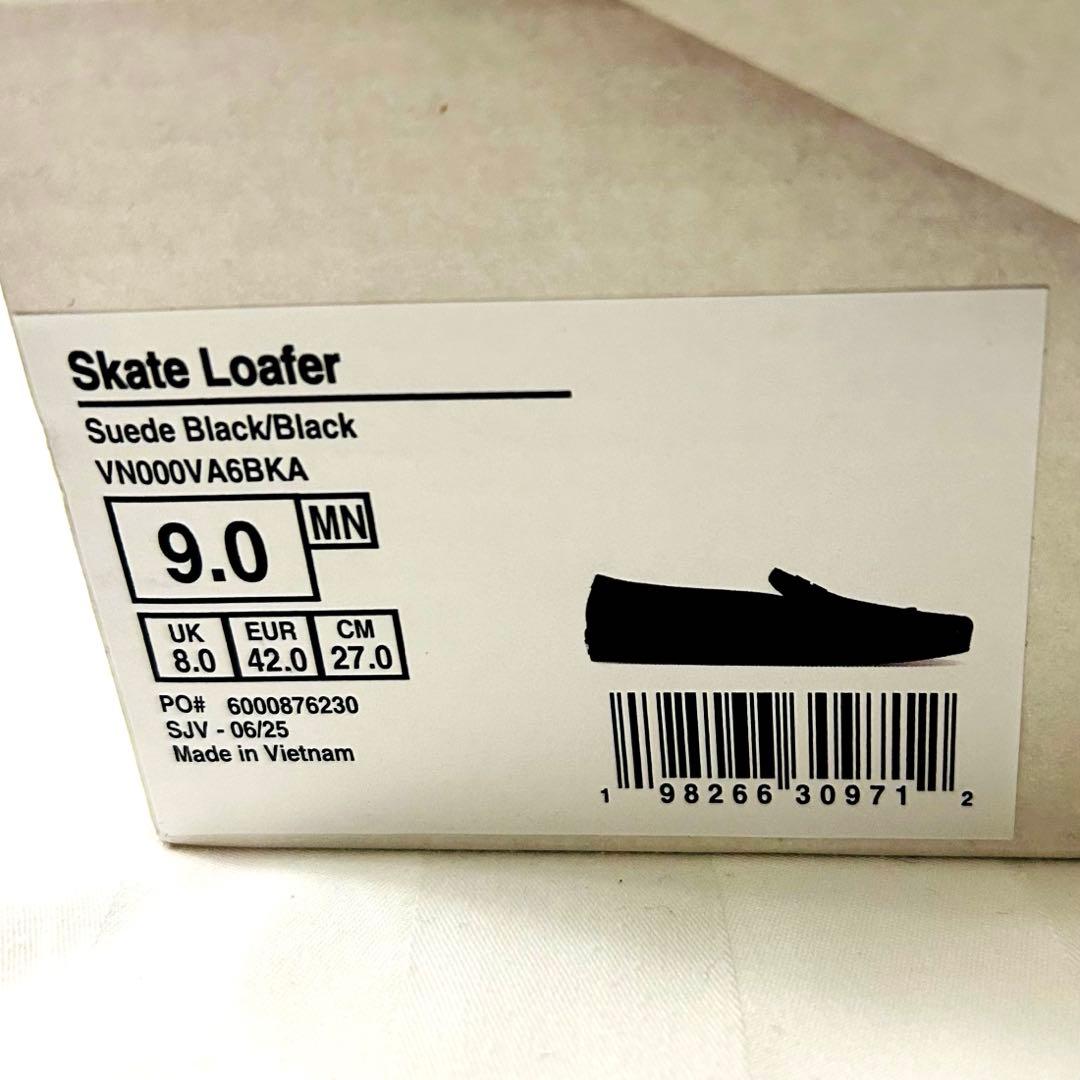 Skate Loafer
Suede Black/Black
VN000VA6BKA
9.0 MN
UK EUR CM
8.0 42.0 27.0
PO# 6000876230
SJV - 06/25
Made in Vietnam
1 98266 30971 2